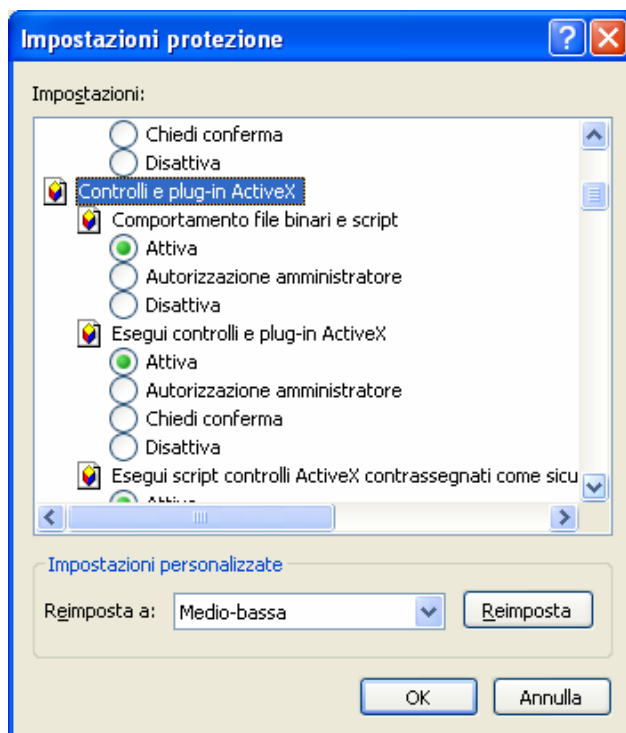 Impostazioni protezione
Impostazioni:
Chiedi conferma
Disattiva
Controlli e plug-in ActiveX
Comportamento file binari e script
Attiva
Autorizzazione amministratore
Disattiva
Esegui controlli e plug-in ActiveX
Attiva
Autorizzazione amministratore
Chiedi conferma
Disattiva
Esegui script controlli ActiveX contrassegnati come sicu
Attiva
Impostazioni personalizzate
Reimposta a: Medio-bassa Reimposta
OK Annulla